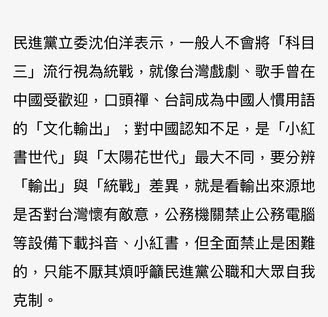 民進黨立委沈伯洋表示，一般人不會將「科目
三」流行視為統戰，就像台灣戲劇、歌手曾在
中國受歡迎，口頭禪、台詞成為中國人慣用語
的「文化輸出」；對中國認知不足，是「小紅
書世代」與「太陽花世代」最大不同，要分辨
「輸出」與「統戰」差異，就是看輸出來源地
是否對台灣懷有敵意，公務機關禁止公務電腦
等設備下載抖音、小紅書，但全面禁止是困難
的，只能不厭其煩呼籲民進黨公職和大眾自我
克制。